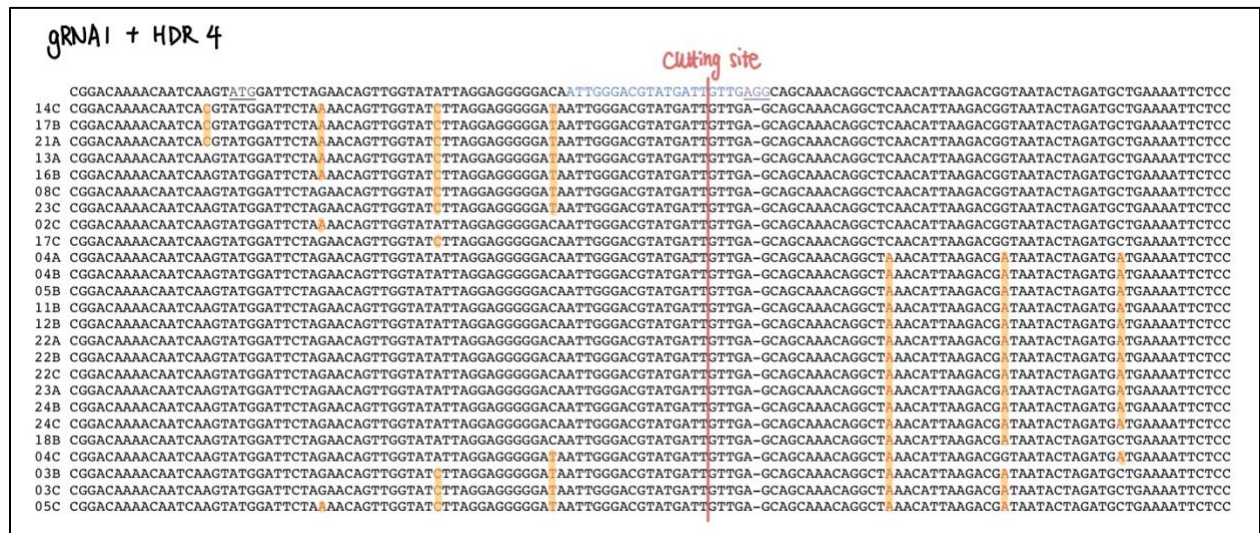 gRNA1 + HDR 4
cutting site
CGGACAAAACAATCAAGTATGGATTCTAGAACAGTTGGTATATTAGGAGGGGGACAATTGGGACGTATGATTGTTGAGGCAGCAAACAGGCTCAACATTAAGACGGTAATACTAGATGCTGAAAATTCTCC
14C CGGACAAAACAATCACGTATGGATTCTAAAACAGTTGGTATCTTAGGAGGGGGATAATTGGGACGTATGATTGTTGA-GCAGCAAACAGGCTCAACATTAAGACGGTAATACTAGATGCTGAAAATTCTCC
17B CGGACAAAACAATCACGTATGGATTCTAAAACAGTTGGTATCTTAGGAGGGGGATAATTGGGACGTATGATTGTTGA-GCAGCAAACAGGCTCAACATTAAGACGGTAATACTAGATGCTGAAAATTCTCC
21A CGGACAAAACAATCACGTATGGATTCTAAAACAGTTGGTATCTTAGGAGGGGGATAATTGGGACGTATGATTGTTGA-GCAGCAAACAGGCTCAACATTAAGACGGTAATACTAGATGCTGAAAATTCTCC
13A CGGACAAAACAATCAAGTATGGATTCTAAAACAGTTGGTATCTTAGGAGGGGGATAATTGGGACGTATGATTGTTGA-GCAGCAAACAGGCTCAACATTAAGACGGTAATACTAGATGCTGAAAATTCTCC
16B CGGACAAAACAATCAAGTATGGATTCTAAAACAGTTGGTATCTTAGGAGGGGGATAATTGGGACGTATGATTGTTGA-GCAGCAAACAGGCTCAACATTAAGACGGTAATACTAGATGCTGAAAATTCTCC
08C CGGACAAAACAATCAAGTATGGATTCTAGAACAGTTGGTATCTTAGGAGGGGGATAATTGGGACGTATGATTGTTGA-GCAGCAAACAGGCTCAACATTAAGACGGTAATACTAGATGCTGAAAATTCTCC
23C CGGACAAAACAATCAAGTATGGATTCTAGAACAGTTGGTATCTTAGGAGGGGGATAATTGGGACGTATGATTGTTGA-GCAGCAAACAGGCTCAACATTAAGACGGTAATACTAGATGCTGAAAATTCTCC
02C CGGACAAAACAATCAAGTATGGATTCTAAAACAGTTGGTATATTAGGAGGGGGACAATTGGGACGTATGATTGTTGA-GCAGCAAACAGGCTCAACATTAAGACGGTAATACTAGATGCTGAAAATTCTCC
17C CGGACAAAACAATCAAGTATGGATTCTAGAACAGTTGGTATCTTAGGAGGGGGACAATTGGGACGTATGATTGTTGA-GCAGCAAACAGGCTCAACATTAAGACGGTAATACTAGATGCTGAAAATTCTCC
04A CGGACAAAACAATCAAGTATGGATTCTAGAACAGTTGGTATATTAGGAGGGGGACAATTGGGACGTATGATTGTTGA-GCAGCAAACAGGCTAAACATTAAGACGATAATACTAGATGATGAAAATTCTCC
04B CGGACAAAACAATCAAGTATGGATTCTAGAACAGTTGGTATATTAGGAGGGGGACAATTGGGACGTATGATTGTTGA-GCAGCAAACAGGCTAAACATTAAGACGATAATACTAGATGATGAAAATTCTCC
05B CGGACAAAACAATCAAGTATGGATTCTAGAACAGTTGGTATATTAGGAGGGGGACAATTGGGACGTATGATTGTTGA-GCAGCAAACAGGCTAAACATTAAGACGATAATACTAGATGATGAAAATTCTCC
11B CGGACAAAACAATCAAGTATGGATTCTAGAACAGTTGGTATATTAGGAGGGGGACAATTGGGACGTATGATTGTTGA-GCAGCAAACAGGCTAAACATTAAGACGATAATACTAGATGATGAAAATTCTCC
12B CGGACAAAACAATCAAGTATGGATTCTAGAACAGTTGGTATATTAGGAGGGGGACAATTGGGACGTATGATTGTTGA-GCAGCAAACAGGCTAAACATTAAGACGATAATACTAGATGATGAAAATTCTCC
22A CGGACAAAACAATCAAGTATGGATTCTAGAACAGTTGGTATATTAGGAGGGGGACAATTGGGACGTATGATTGTTGA-GCAGCAAACAGGCTAAACATTAAGACGATAATACTAGATGATGAAAATTCTCC
22B CGGACAAAACAATCAAGTATGGATTCTAGAACAGTTGGTATATTAGGAGGGGGACAATTGGGACGTATGATTGTTGA-GCAGCAAACAGGCTAAACATTAAGACGATAATACTAGATGATGAAAATTCTCC
22C CGGACAAAACAATCAAGTATGGATTCTAGAACAGTTGGTATATTAGGAGGGGGACAATTGGGACGTATGATTGTTGA-GCAGCAAACAGGCTAAACATTAAGACGATAATACTAGATGATGAAAATTCTCC
23A CGGACAAAACAATCAAGTATGGATTCTAGAACAGTTGGTATATTAGGAGGGGGACAATTGGGACGTATGATTGTTGA-GCAGCAAACAGGCTAAACATTAAGACGATAATACTAGATGATGAAAATTCTCC
24B CGGACAAAACAATCAAGTATGGATTCTAGAACAGTTGGTATATTAGGAGGGGGACAATTGGGACGTATGATTGTTGA-GCAGCAAACAGGCTAAACATTAAGACGATAATACTAGATGATGAAAATTCTCC
24C CGGACAAAACAATCAAGTATGGATTCTAGAACAGTTGGTATATTAGGAGGGGGACAATTGGGACGTATGATTGTTGA-GCAGCAAACAGGCTAAACATTAAGACGATAATACTAGATGATGAAAATTCTCC
18B CGGACAAAACAATCAAGTATGGATTCTAGAACAGTTGGTATATTAGGAGGGGGACAATTGGGACGTATGATTGTTGA-GCAGCAAACAGGCTAAACATTAAGACGATAATACTAGATGCTGAAAATTCTCC
04C CGGACAAAACAATCAAGTATGGATTCTAGAACAGTTGGTATATTAGGAGGGGGATAATTGGGACGTATGATTGTTGA-GCAGCAAACAGGCTAAACATTAAGACGGTAATACTAGATGATGAAAATTCTCC
03B CGGACAAAACAATCAAGTATGGATTCTAGAACAGTTGGTATCTTAGGAGGGGGATAATTGGGACGTATGATTGTTGA-GCAGCAAACAGGCTAAACATTAAGACGATAATACTAGATGCTGAAAATTCTCC
03C CGGACAAAACAATCAAGTATGGATTCTAGAACAGTTGGTATCTTAGGAGGGGGATAATTGGGACGTATGATTGTTGA-GCAGCAAACAGGCTAAACATTAAGACGATAATACTAGATGCTGAAAATTCTCC
05C CGGACAAAACAATCAAGTATGGATTCTAAAACAGTTGGTATCTTAGGAGGGGGATAATTGGGACGTATGATTGTTGA-GCAGCAAACAGGCTAAACATTAAGACGATAATACTAGATGCTGAAAATTCTCC